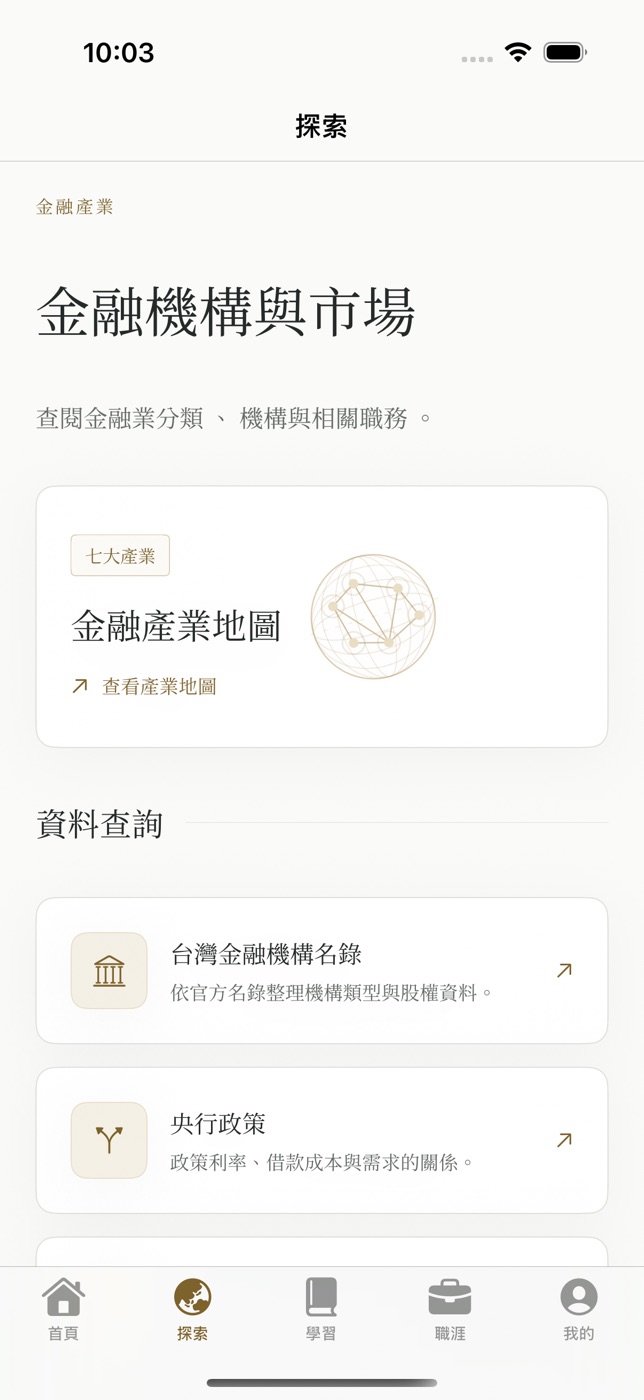 10:03
探索
金融產業
金融機構與市場
查閱金融業分類、機構與相關職務。
七大產業
金融產業地圖
查看產業地圖
資料查詢
台灣金融機構名錄
依官方名錄整理機構類型與股權資料。
央行政策
政策利率、借款成本與需求的關係。
首頁
探索
學習
職涯
我的